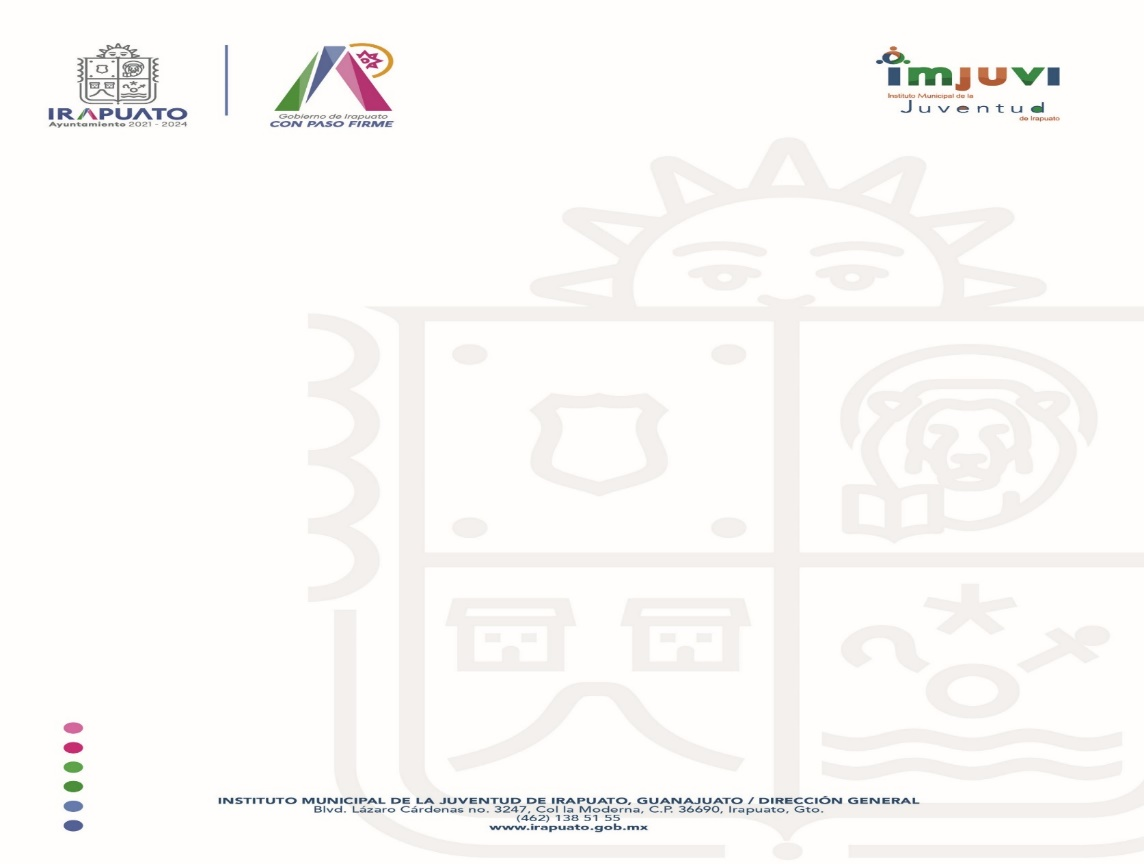 IRAPUATO
Ayuntamiento 2021 - 2024
Gobierno de Irapuato
CON PASO FIRME
imjuvi
Instituto Municipal de la
Juventud
de Irapuato
INSTITUTO MUNICIPAL DE LA JUVENTUD DE IRAPUATO, GUANAJUATO / DIRECCIÓN GENERAL
Blvd. Lázaro Cárdenas no. 3247, Col la Moderna, C.P. 36690, Irapuato, Gto.
(462) 138 51 55
www.irapuato.gob.mx